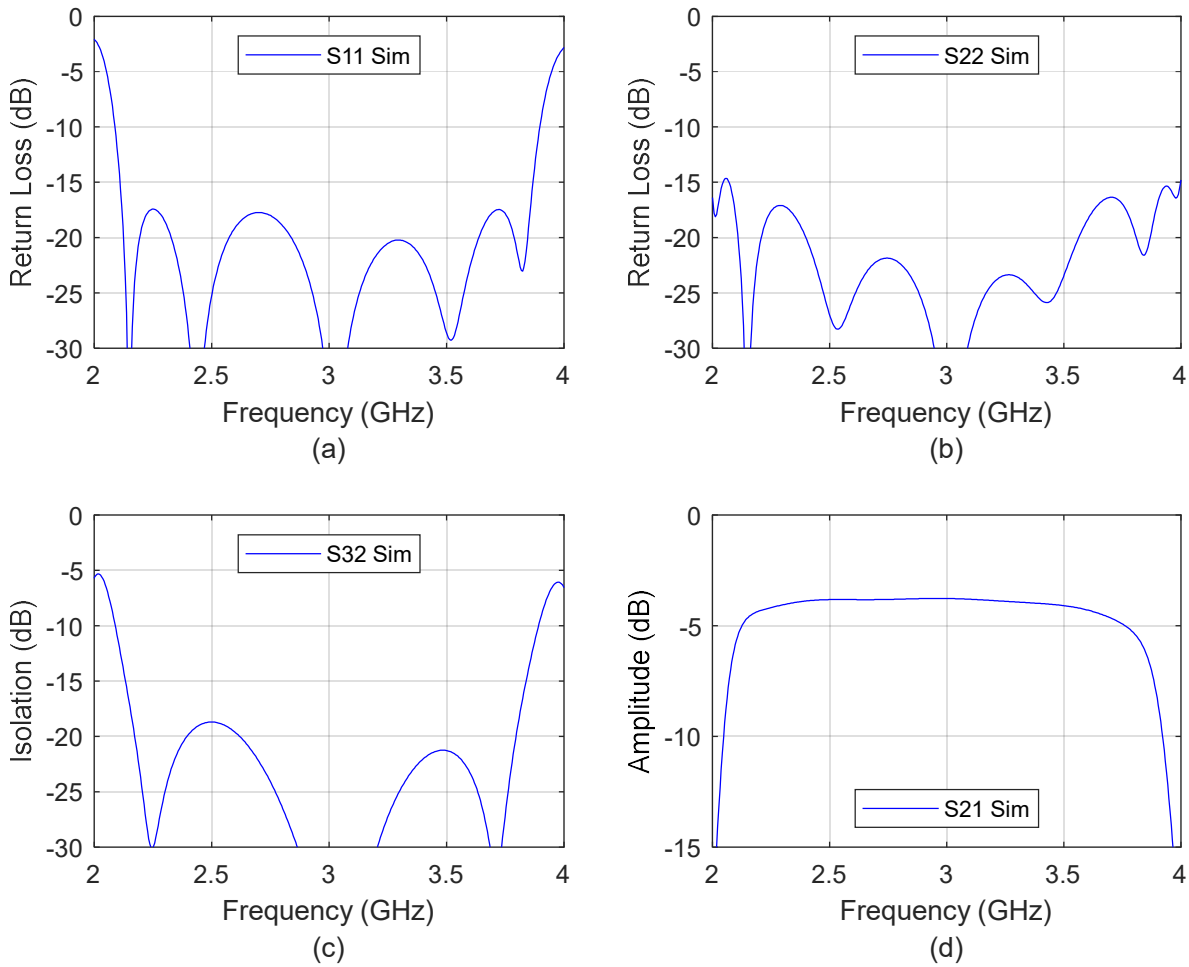 0
-5
-10
-15
-20
-25
-30
Return Loss (dB)
S11 Sim
2
2.5
3
3.5
4
Frequency (GHz)
(a)
0
-5
-10
-15
-20
-25
-30
Return Loss (dB)
S22 Sim
2
2.5
3
3.5
4
Frequency (GHz)
(b)
0
-5
-10
-15
-20
-25
-30
Isolation (dB)
S32 Sim
2
2.5
3
3.5
4
Frequency (GHz)
(c)
0
-5
-10
-15
Amplitude (dB)
S21 Sim
2
2.5
3
3.5
4
Frequency (GHz)
(d)